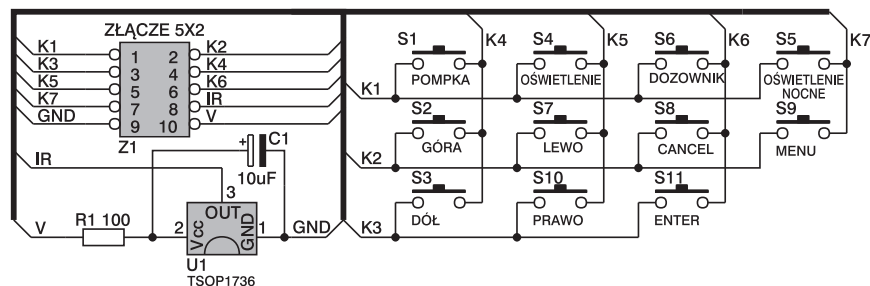 ZŁĄCZE 5X2
K1 1 2 K2
K3 3 4 K4
K5 5 6 K6
K7 7 8 IR
GND 9 10 V
Z1
IR
+ C1
10uF
3
OUT
V R1 100 2 Vcc GND 1 GND
U1
TSOP1736
S1 K4 S4 K5 S6 K6 S5 K7
POMPKA OŚWIETLENIE DOZOWNIK OŚWIETLENIE
NOCNE
K1
S2 S7 S8 S9
GÓRA LEWO CANCEL MENU
K2
S3 S10 S11
DÓŁ PRAWO ENTER
K3